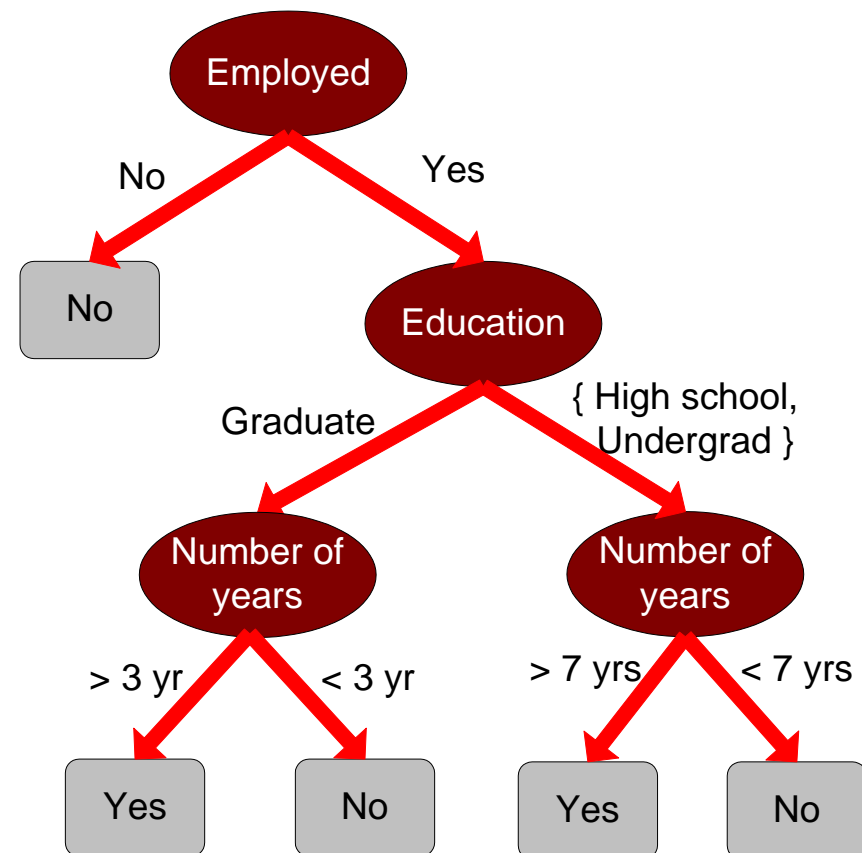 Employed
No
Yes
No
Education
Graduate
{ High school,
Undergrad }
Number of
years
Number of
years
> 3 yr
< 3 yr
> 7 yrs
< 7 yrs
Yes
No
Yes
No